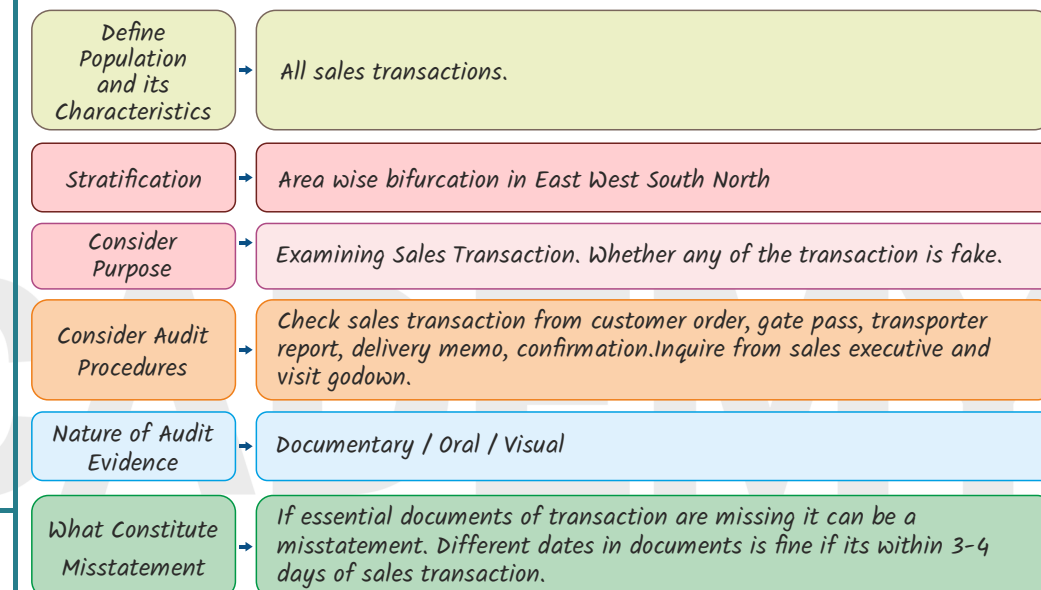 Define
Population
and its
Characteristics
All sales transactions.
Stratification
Area wise bifurcation in East West South North
Consider
Purpose
Examining Sales Transaction. Whether any of the transaction is fake.
Consider Audit
Procedures
Check sales transaction from customer order, gate pass, transporter
report, delivery memo, confirmation.Inquire from sales executive and
visit godown.
Nature of Audit
Evidence
Documentary / Oral / Visual
What Constitute
Misstatement
If essential documents of transaction are missing it can be a
misstatement. Different dates in documents is fine if its within 3-4
days of sales transaction.